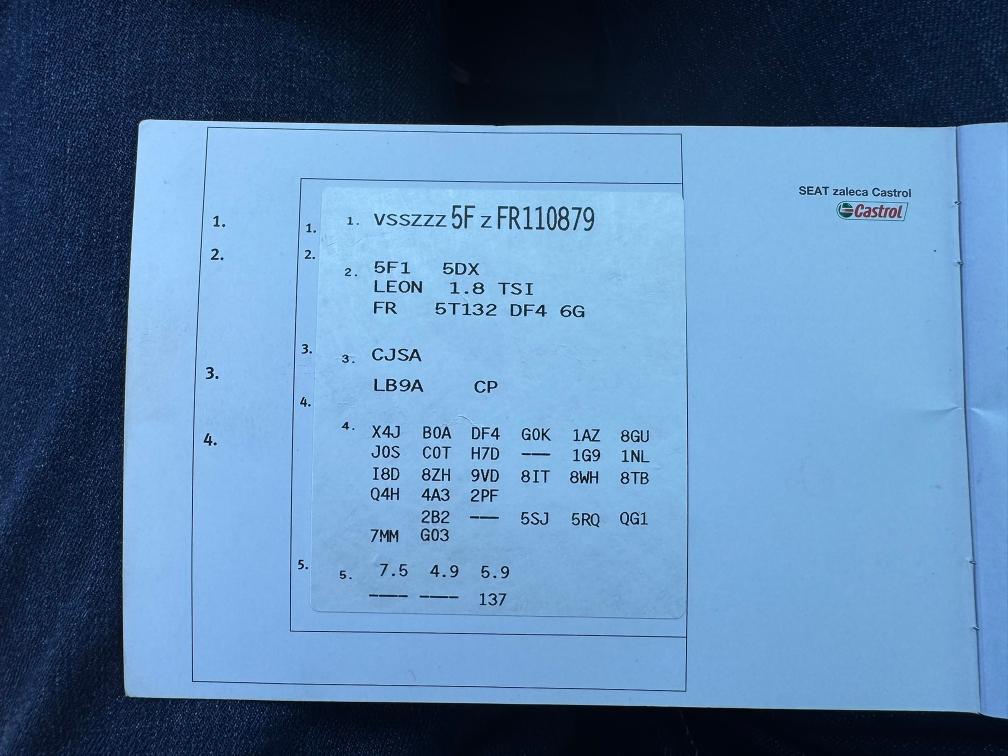 SEAT zaleca Castrol
Castrol
1. 1. 1. VSSZZZ 5F Z FR110879
2. 2. 2. 5F1 5DX
LEON 1.8 TSI
FR 5T132 DF4 6G
3. 3. 3. CJSA
LB9A CP
4. 4. 4. X4J B0A DF4 G0K 1AZ 8GU
J0S C0T H7D --- 1G9 1NL
I8D 8ZH 9VD 8IT 8WH 8TB
Q4H 4A3 2PF
2B2 --- 5SJ 5RQ QG1
7MM G03
5. 5. 7.5 4.9 5.9
---- ---- 137